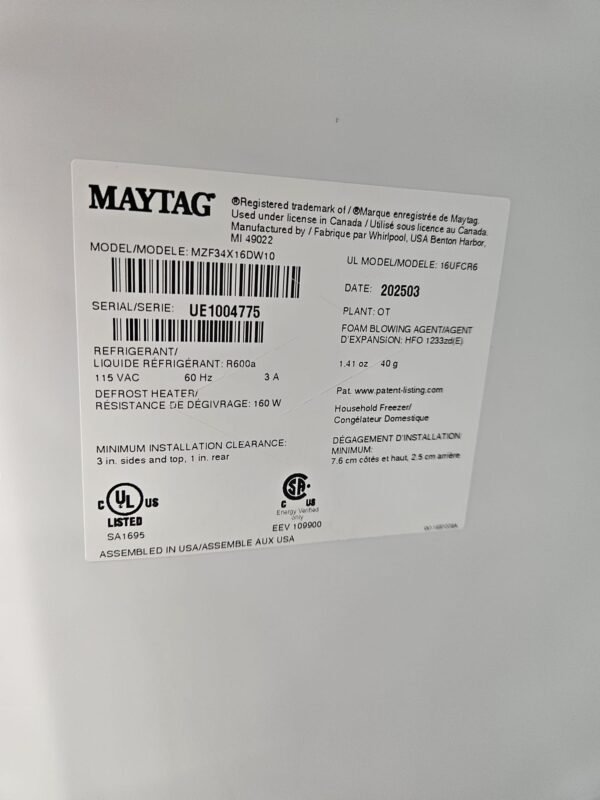 MAYTAG
®Registered trademark of / ®Marque enregistrée de Maytag.
Used under license in Canada / Utilisé sous licence au Canada.
Manufactured by / Fabrique par Whirlpool, USA Benton Harbor,
MI 49022
MODEL/MODELE: MZF34X16DW10
UL MODEL/MODELE: 16UFCR6
DATE: 202503
SERIAL/SERIE: UE1004775
PLANT: OT
FOAM BLOWING AGENT/AGENT
D'EXPANSION: HFO 1233zd(E)
REFRIGERANT/
LIQUIDE RÉFRIGÉRANT: R600a
1.41 oz 40 g
115 VAC 60 Hz 3 A
DEFROST HEATER/
RÉSISTANCE DE DÉGIVRAGE: 160 W
Pat. www.patent-listing.com
Household Freezer/
Congélateur Domestique
MINIMUM INSTALLATION CLEARANCE:
3 in. sides and top, 1 in. rear
DÉGAGEMENT D'INSTALLATION
MINIMUM:
7.6 cm côtés et haut, 2.5 cm arrière
C UL US
LISTED
SA1695
C SA US
Energy Verified
only
EEV 109900
ASSEMBLED IN USA/ASSEMBLE AUX USA